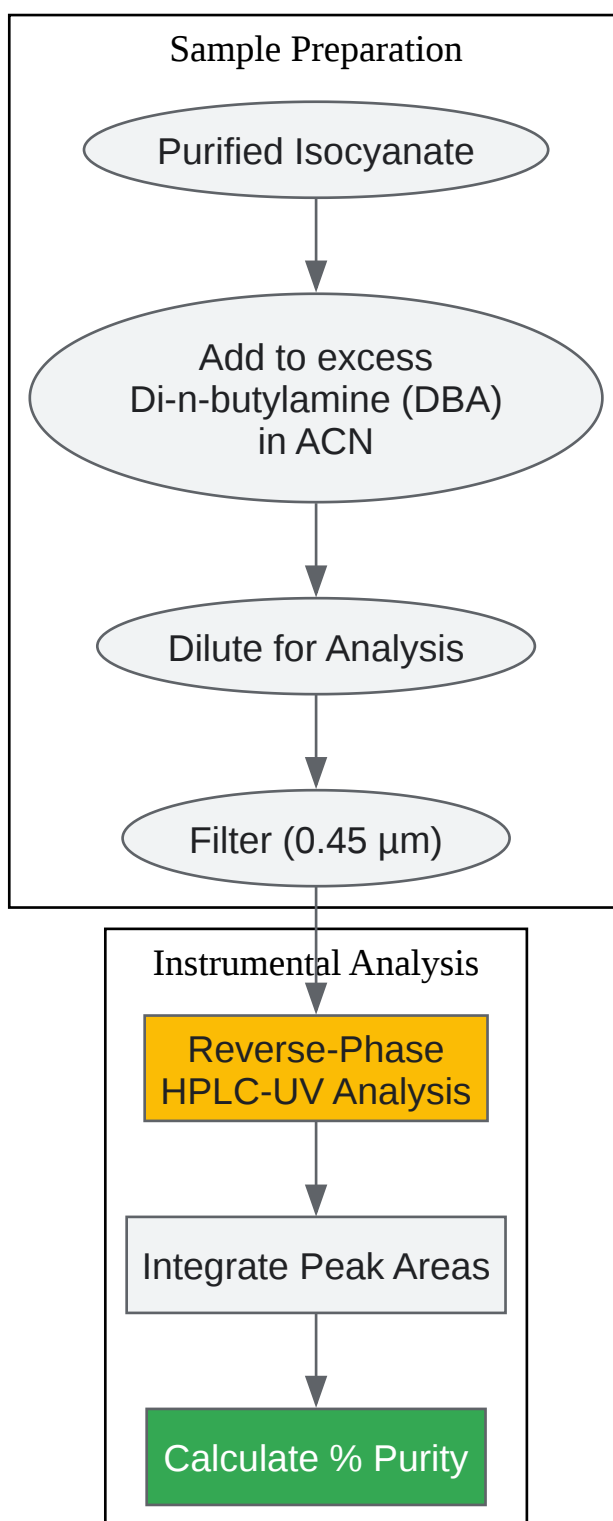 Sample Preparation
Purified Isocyanate
Add to excess
Di-n-butylamine (DBA)
in ACN
Dilute for Analysis
Filter (0.45 µm)
Instrumental Analysis
Reverse-Phase
HPLC-UV Analysis
Integrate Peak Areas
Calculate % Purity